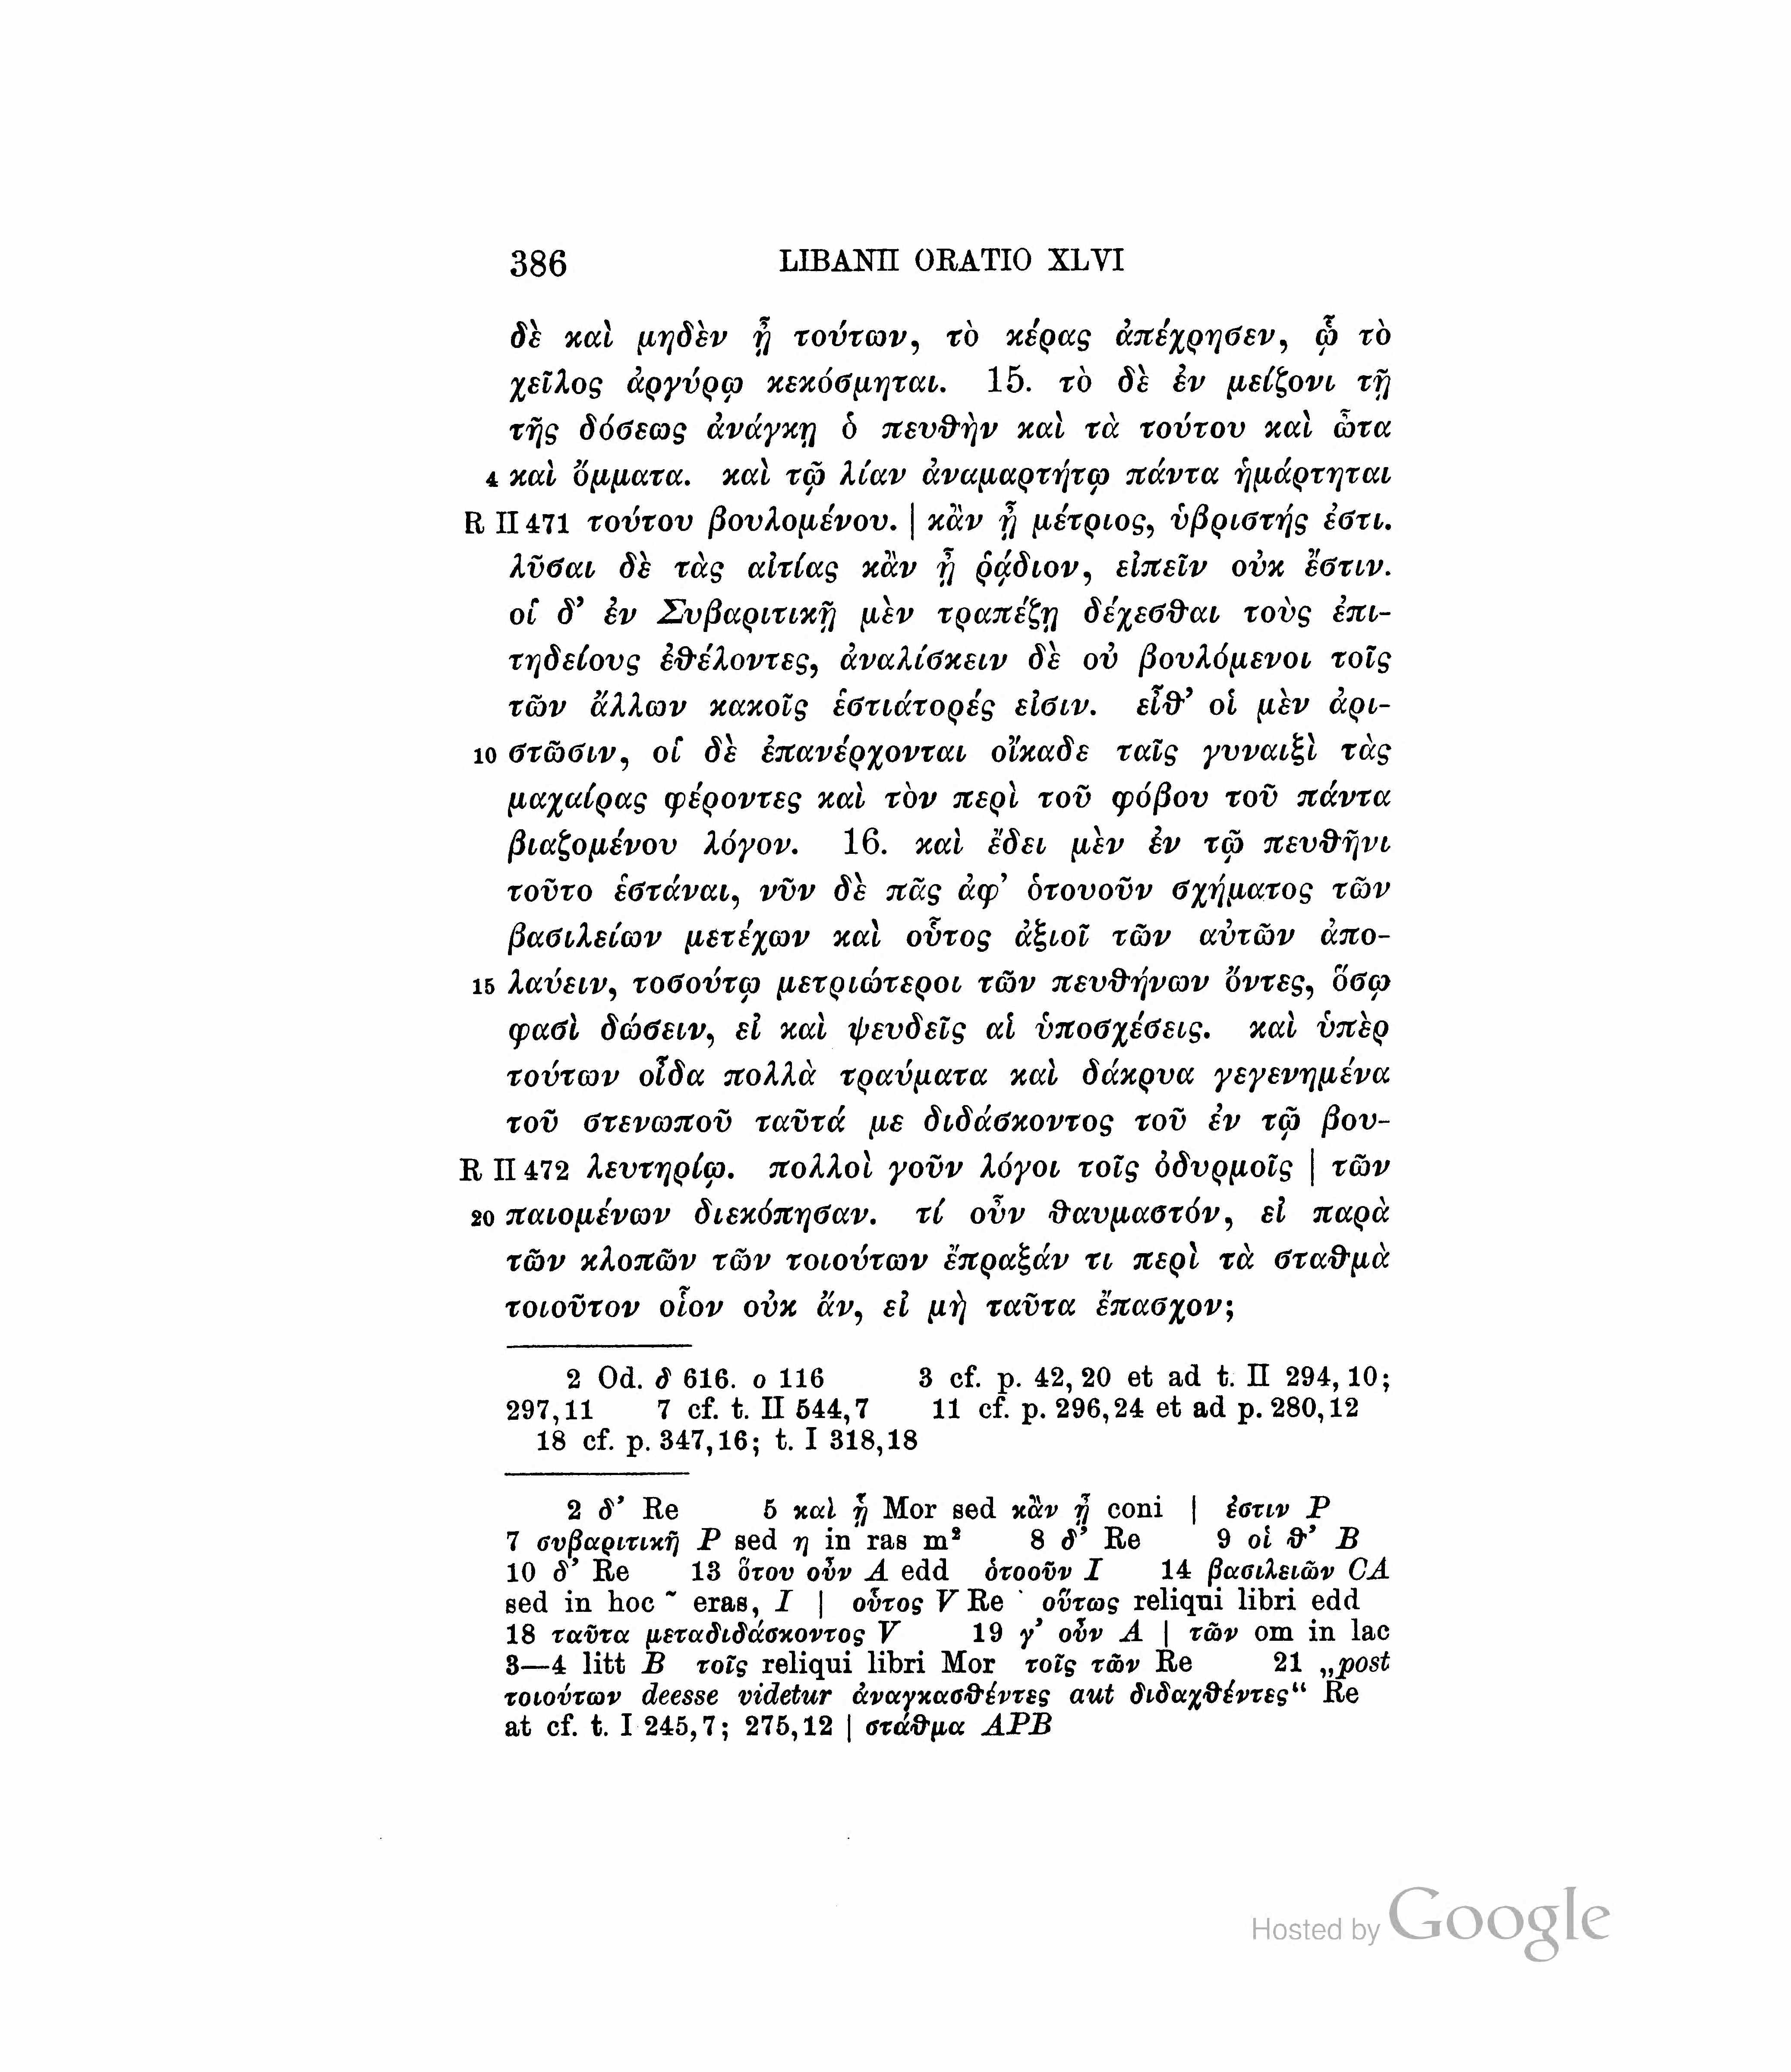 386 LIBANII ORATIO XLVI
δὲ καὶ μηδὲν ᾖ τούτων, τὸ κέρας ἀπέχρησεν, ᾧ τὸ
χεῖλος ἀργύρῳ κεκόσμηται. 15. τὸ δὲ ἐν μείζονι τῇ
τῆς δόσεως ἀνάγκῃ ὁ πευθὴν καὶ τὰ τούτου καὶ ὦτα
4 καὶ ὄμματα. καὶ τῷ λίαν ἀναμαρτήτῳ πάντα ἡμάρτηται
R II 471 τούτου βουλομένου. | κἂν ᾖ μέτριος, ὑβριστής ἐστι.
λῦσαι δὲ τὰς αἰτίας κἂν ᾖ ῥᾴδιον, εἰπεῖν οὐκ ἔστιν.
οἱ δ’ ἐν Συβαριτικῇ μὲν τραπέζῃ δέχεσθαι τοὺς ἐπι-
τηδείους ἐθέλοντες, ἀναλίσκειν δὲ οὐ βουλόμενοι τοῖς
τῶν ἄλλων κακοῖς ἑστιάτορές εἰσιν. εἶθ’ οἱ μὲν ἀρι-
10 στῶσιν, οἱ δὲ ἐπανέρχονται οἴκαδε ταῖς γυναιξὶ τὰς
μαχαίρας φέροντες καὶ τὸν περὶ τοῦ φόβου τοῦ πάντα
βιαζομένου λόγον. 16. καὶ ἔδει μὲν ἐν τῷ πευθῆνι
τοῦτο ἑστάναι, νῦν δὲ πᾶς ἀφ’ ὁτουοῦν σχήματος τῶν
βασιλείων μετέχων καὶ οὗτος ἀξιοῖ τῶν αὐτῶν ἀπο-
15 λαύειν, τοσούτῳ μετριώτεροι τῶν πευθήνων ὄντες, ὅσῳ
φασὶ δώσειν, εἰ καὶ ψευδεῖς αἱ ὑποσχέσεις. καὶ ὑπὲρ
τούτων οἶδα πολλὰ τραύματα καὶ δάκρυα γεγενημένα
τοῦ στενωποῦ ταῦτά με διδάσκοντος τοῦ ἐν τῷ βου-
R II 472 λευτηρίῳ. πολλοὶ γοῦν λόγοι τοῖς ὀδυρμοῖς | τῶν
20 παιομένων διεκόπησαν. τί οὖν θαυμαστόν, εἰ παρὰ
τῶν κλοπῶν τῶν τοιούτων ἔπραξάν τι περὶ τὰ σταθμὰ
τοιοῦτον οἷον οὐκ ἄν, εἰ μὴ ταῦτα ἔπασχον;
2 Od. δ 616. ο 116 3 cf. p. 42, 20 et ad t. II 294, 10;
297,11 7 cf. t. II 544,7 11 cf. p. 296,24 et ad p. 280,12
18 cf. p. 347,16; t. I 318,18
2 δ’ Re 5 καὶ ᾖ Mor sed κἂν ᾖ coni | ἐστιν P
7 συβαριτικῆ P sed η in ras m² 8 δ’ Re 9 οἱ θ’ B
10 δ’ Re 13 ὅτου οὖν A edd ὁτοοῦν I 14 βασιλειῶν CA
sed in hoc ~ eras, I | οὗτος V Re οὕτως reliqui libri edd
18 ταῦτα μεταδιδάσκοντος V 19 γ’ οὖν A | τῶν om in lac
3—4 litt B τοῖς reliqui libri Mor τοῖς τῶν Re 21 „post
τοιούτων deesse videtur ἀναγκασθέντες aut διδαχθέντες“ Re
at cf. t. I 245,7; 275,12 | στάθμα APB
Hosted by Google